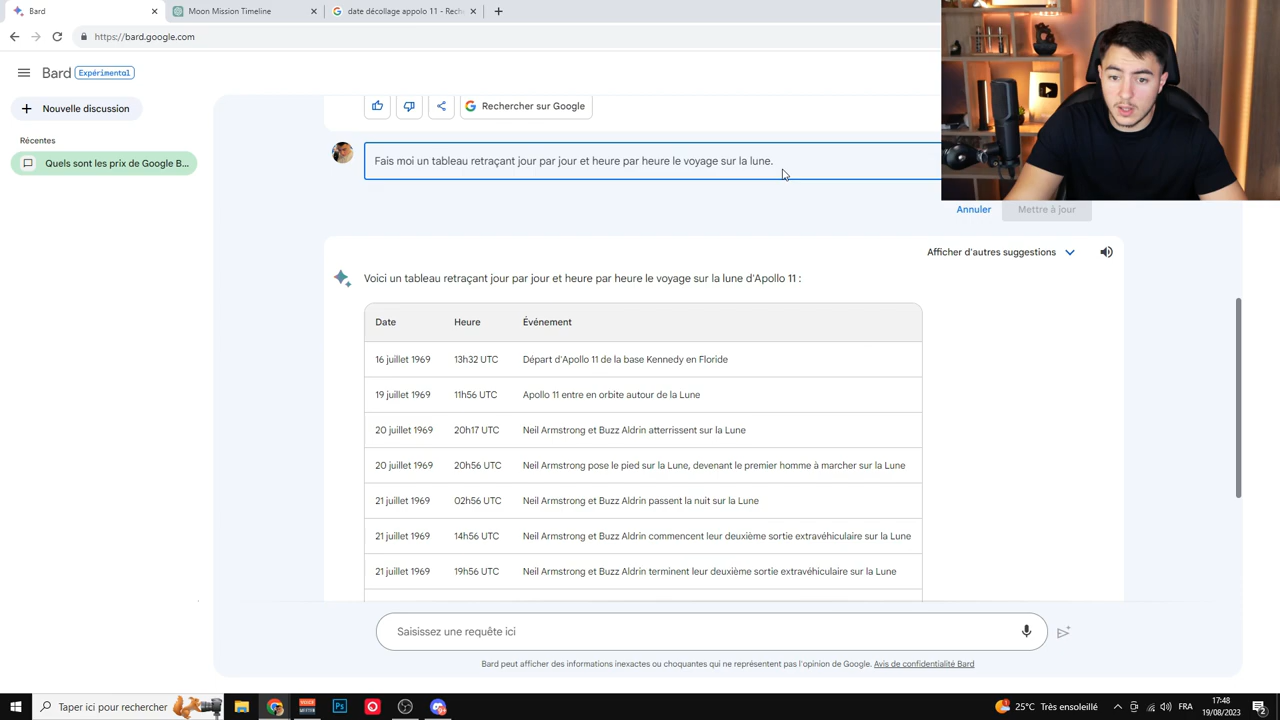 Bard
Moon Mission Timeline
date décollage appolo 11 - Rech
https://bard.google.com
Bard Expérimental
Nouvelle discussion
Récentes
Quels sont les prix de Google B...
Rechercher sur Google
Fais moi un tableau retraçant jour par jour et heure par heure le voyage sur la lune.
Annuler
Mettre à jour
Afficher d'autres suggestions
Voici un tableau retraçant jour par jour et heure par heure le voyage sur la lune d'Apollo 11 :
Date Heure Événement
16 juillet 1969 13h32 UTC Départ d'Apollo 11 de la base Kennedy en Floride
19 juillet 1969 11h56 UTC Apollo 11 entre en orbite autour de la Lune
20 juillet 1969 20h17 UTC Neil Armstrong et Buzz Aldrin atterrissent sur la Lune
20 juillet 1969 20h56 UTC Neil Armstrong pose le pied sur la Lune, devenant le premier homme à marcher sur la Lune
21 juillet 1969 02h56 UTC Neil Armstrong et Buzz Aldrin passent la nuit sur la Lune
21 juillet 1969 14h56 UTC Neil Armstrong et Buzz Aldrin commencent leur deuxième sortie extravéhiculaire sur la Lune
21 juillet 1969 19h56 UTC Neil Armstrong et Buzz Aldrin terminent leur deuxième sortie extravéhiculaire sur la Lune
Saisissez une requête ici
Bard peut afficher des informations inexactes ou choquantes qui ne représentent pas l'opinion de Google. Avis de confidentialité Bard
Taper ici pour rechercher
25°C Très ensoleillé
FRA
17:48
19/08/2023